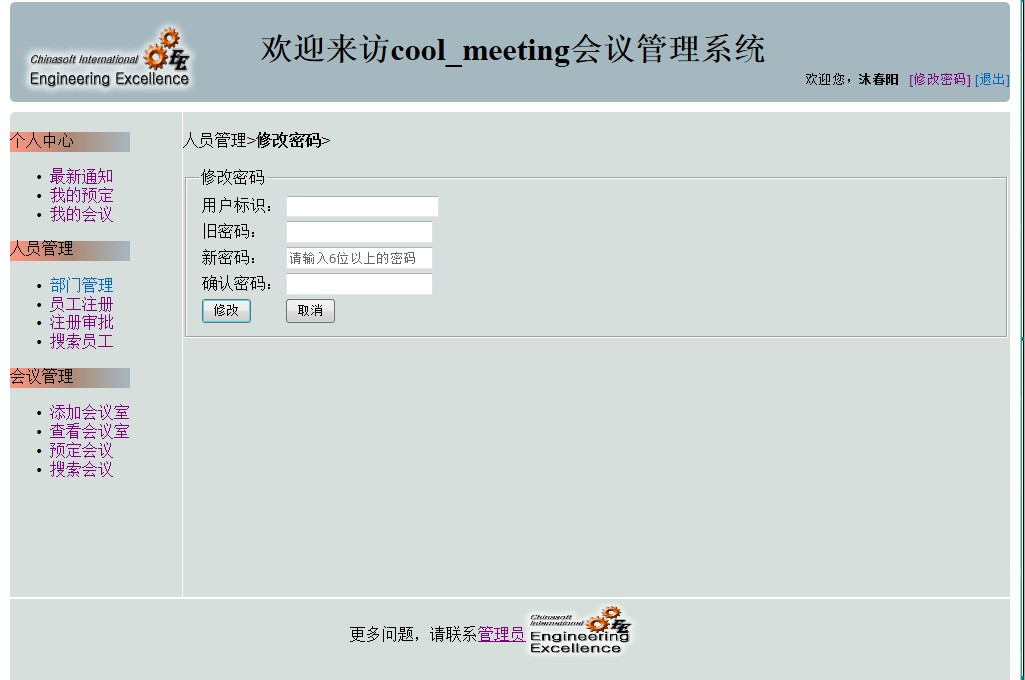 Chinasoft International
Engineering Excellence
欢迎来访cool_meeting会议管理系统
欢迎您，沐春阳 [修改密码] [退出]
个人中心
最新通知
我的预定
我的会议
人员管理
部门管理
员工注册
注册审批
搜索员工
会议管理
添加会议室
查看会议室
预定会议
搜索会议
人员管理>修改密码>
修改密码
用户标识：
旧密码：
新密码： 请输入6位以上的密码
确认密码：
修改 取消
更多问题，请联系管理员
Chinasoft
International
Engineering
Excellence